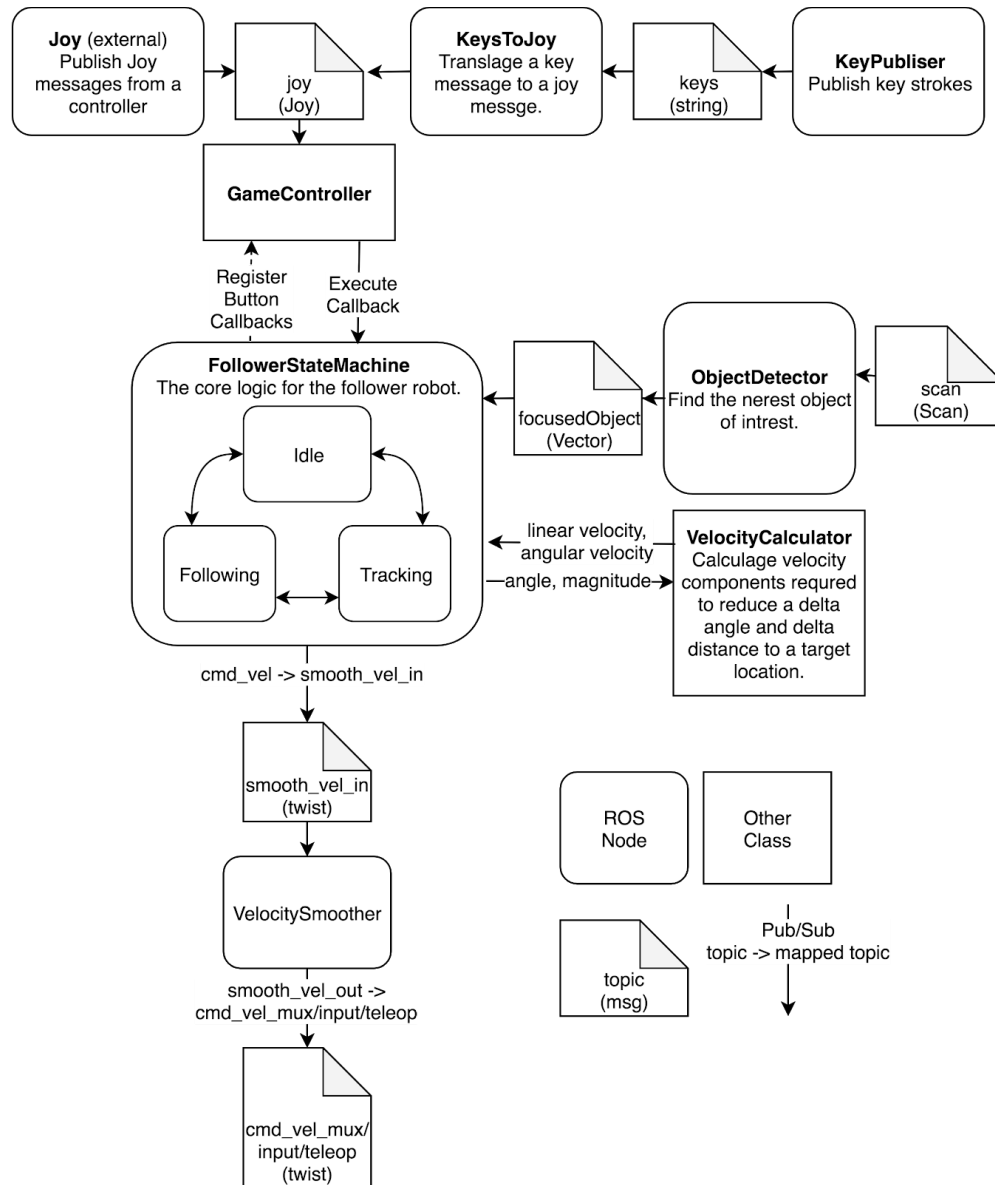 Joy (external)
Publish Joy
messages from a
controller
joy
(Joy)
KeysToJoy
Translage a key
message to a joy
messge.
keys
(string)
KeyPubliser
Publish key strokes
GameController
Register
Button
Callbacks
Execute
Callback
FollowerStateMachine
The core logic for the follower robot.
Idle
Following
Tracking
focusedObject
(Vector)
ObjectDetector
Find the nerest object
of intrest.
scan
(Scan)
linear velocity,
angular velocity
angle, magnitude
VelocityCalculator
Calculage velocity
components requred
to reduce a delta
angle and delta
distance to a target
location.
cmd_vel -> smooth_vel_in
smooth_vel_in
(twist)
VelocitySmoother
smooth_vel_out ->
cmd_vel_mux/input/teleop
cmd_vel_mux/
input/teleop
(twist)
ROS
Node
Other
Class
topic
(msg)
Pub/Sub
topic -> mapped topic